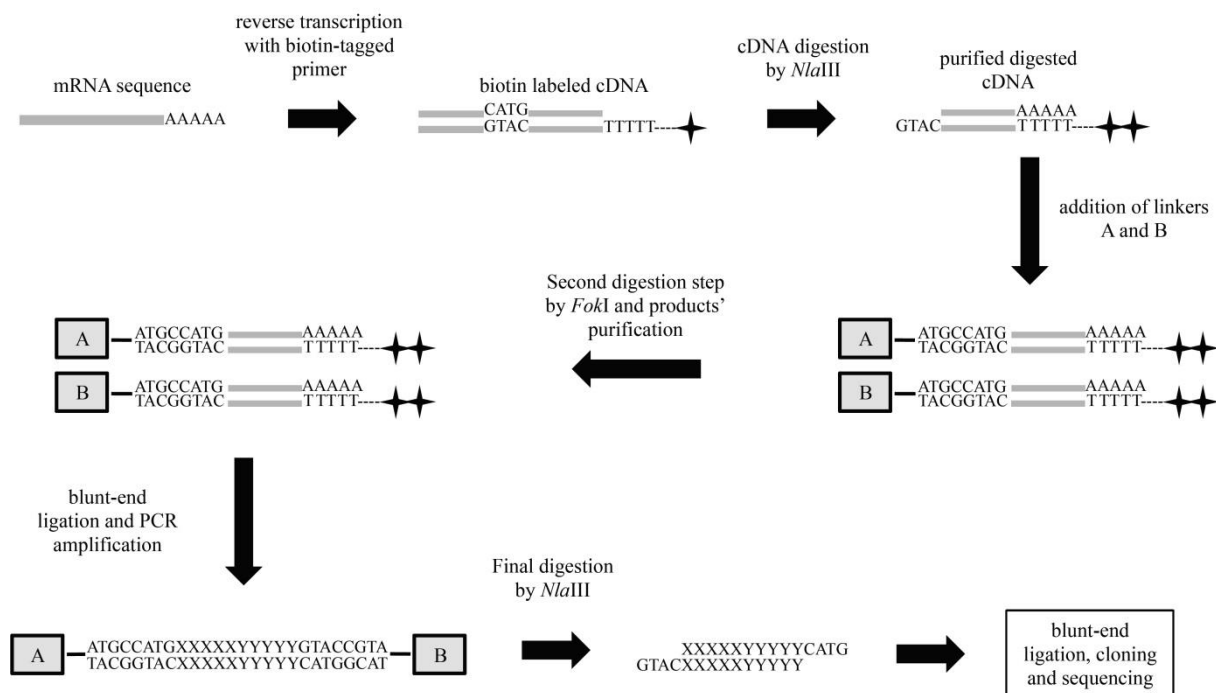 reverse transcription
with biotin-tagged
primer
mRNA sequence
AAAAA
biotin labeled cDNA
CATG
GTAC
TTTTT
cDNA digestion
by NlaIII
purified digested
cDNA
AAAAA
GTAC
TTTTT
addition of linkers
A and B
A
ATGCCATG
AAAAA
TACGGTAC
TTTTT
B
ATGCCATG
AAAAA
TACGGTAC
TTTTT
Second digestion step
by FokI and products’
purification
A
ATGCCATG
AAAAA
TACGGTAC
TTTTT
B
ATGCCATG
AAAAA
TACGGTAC
TTTTT
blunt-end
ligation and PCR
amplification
A
ATGCCATGXXXXXYYYYYGTACCGTA
TACGGTACXXXXXYYYYYCATGGCAT
B
Final digestion
by NlaIII
XXXXXYYYYYCATG
GTACXXXXXYYYYY
blunt-end
ligation, cloning
and sequencing